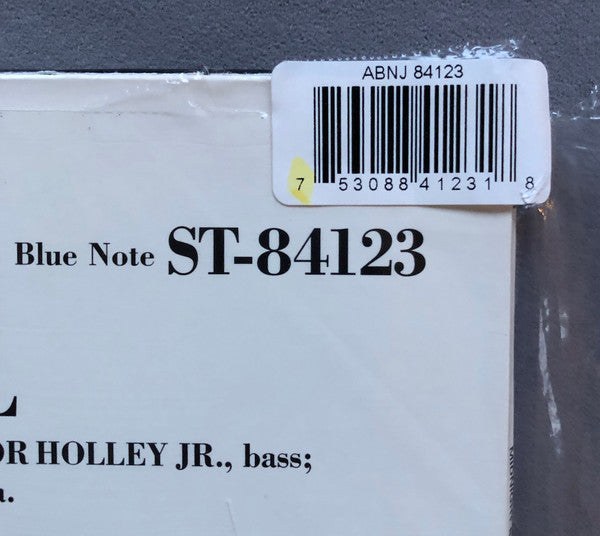 ABNJ 84123
7 53088 41231 8
Blue Note ST-84123
OR HOLLEY JR., bass;